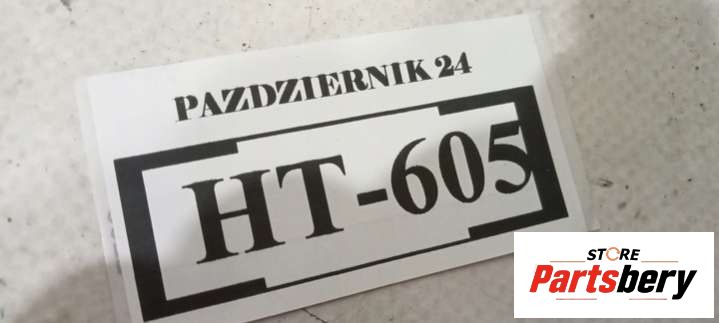 PAZDZIERNIK 24
HT-605
STORE
Partsbery